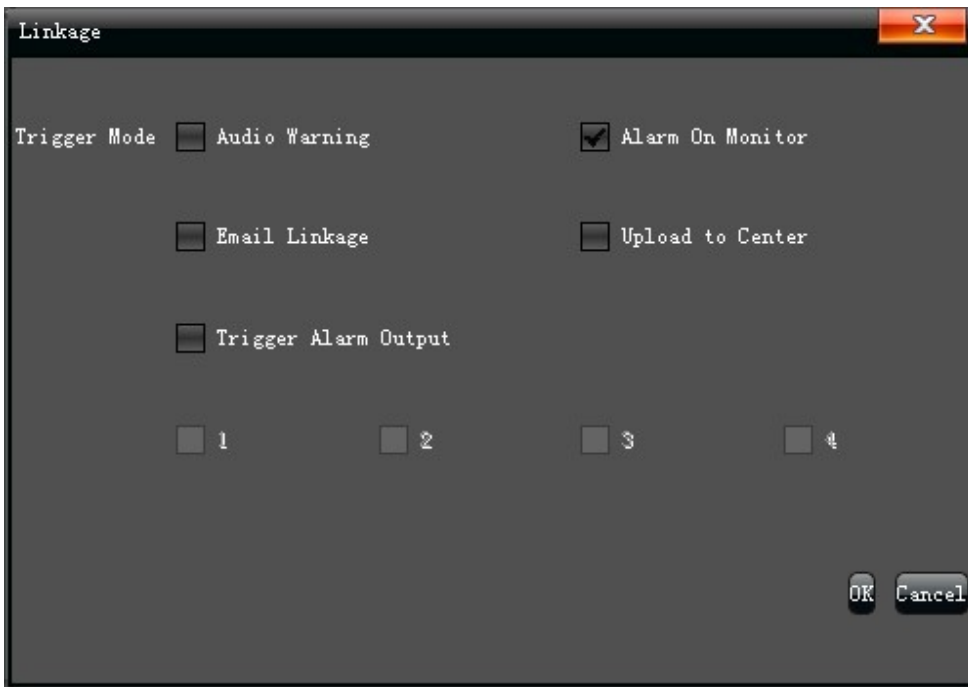 Linkage
Trigger Mode Audio Warning Alarm On Monitor
Email Linkage Upload to Center
Trigger Alarm Output
1 2 3 4
OK Cancel